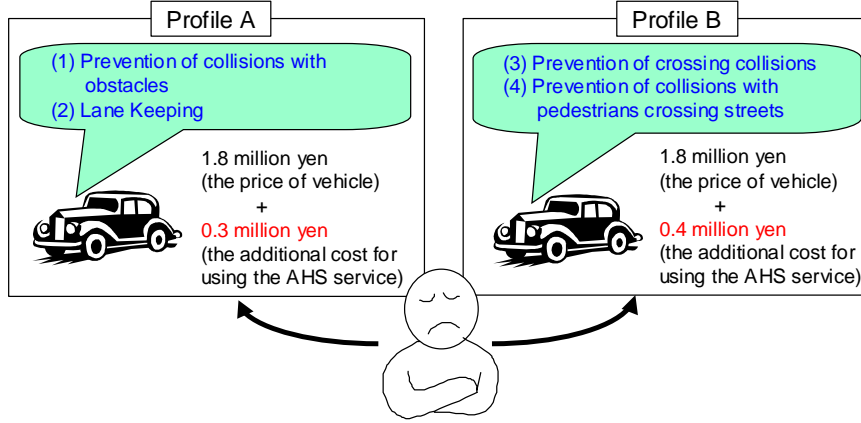 Profile A
(1) Prevention of collisions with
obstacles
(2) Lane Keeping
1.8 million yen
(the price of vehicle)
+
0.3 million yen
(the additional cost for
using the AHS service)
Profile B
(3) Prevention of crossing collisions
(4) Prevention of collisions with
pedestrians crossing streets
1.8 million yen
(the price of vehicle)
+
0.4 million yen
(the additional cost for
using the AHS service)